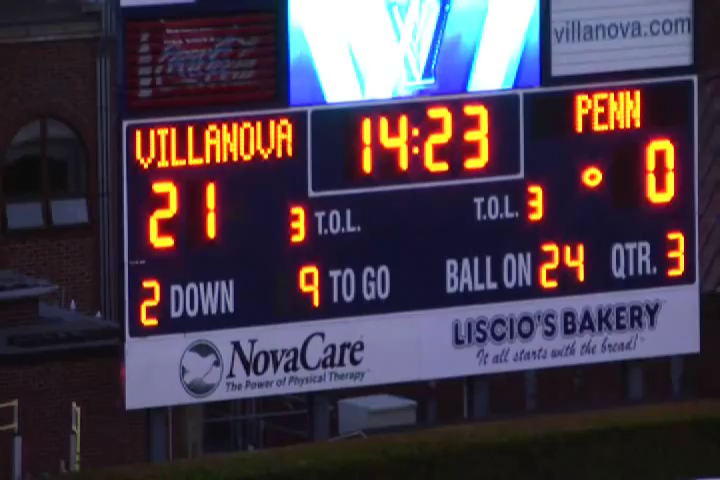 villanova.com
VILLANOVA 14:23 PENN
21 3 T.O.L. T.O.L. 3 0
2 DOWN 9 TO GO BALL ON 24 QTR. 3
NovaCare
The Power of Physical Therapy
LISCIO'S BAKERY
It all starts with the bread!